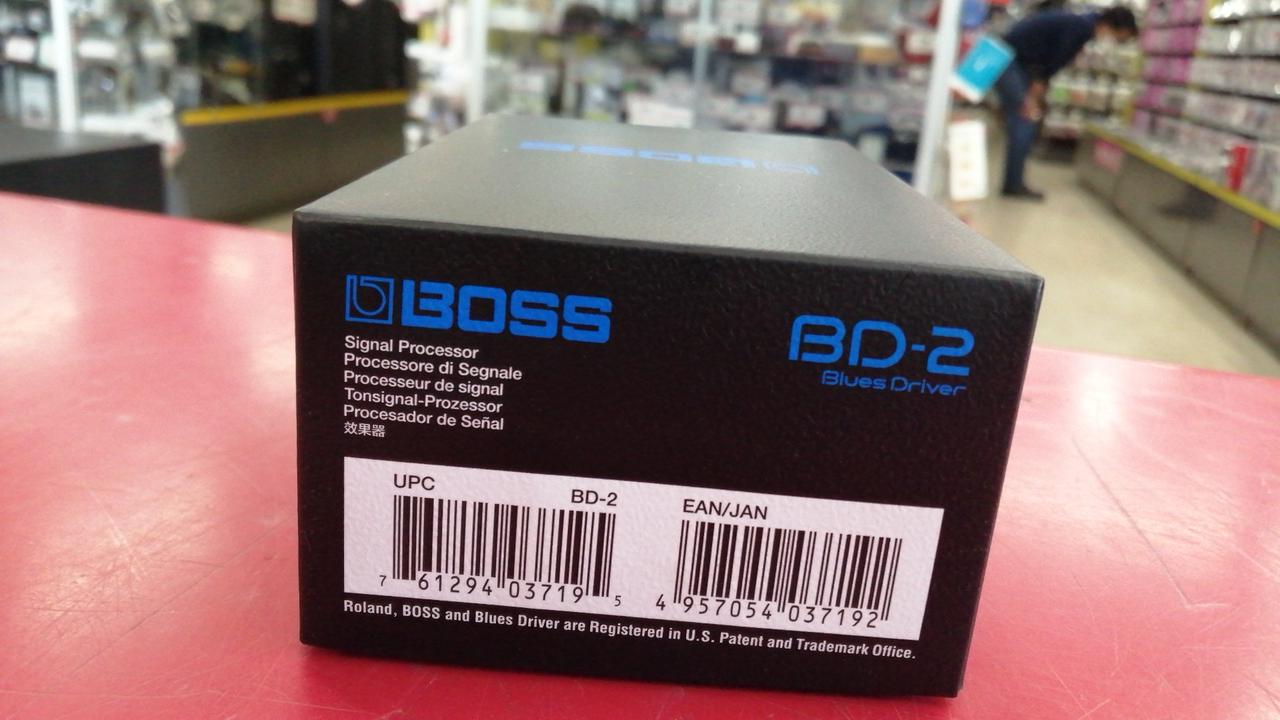 BOSS
BOSS
BD-2
Blues Driver
Signal Processor
Processore di Segnale
Processeur de signal
Tonsignal-Prozessor
Procesador de Señal
效果器
UPC BD-2
7 61294 03719 5
EAN/JAN
4 957054 037192
Roland, BOSS and Blues Driver are Registered in U.S. Patent and Trademark Office.